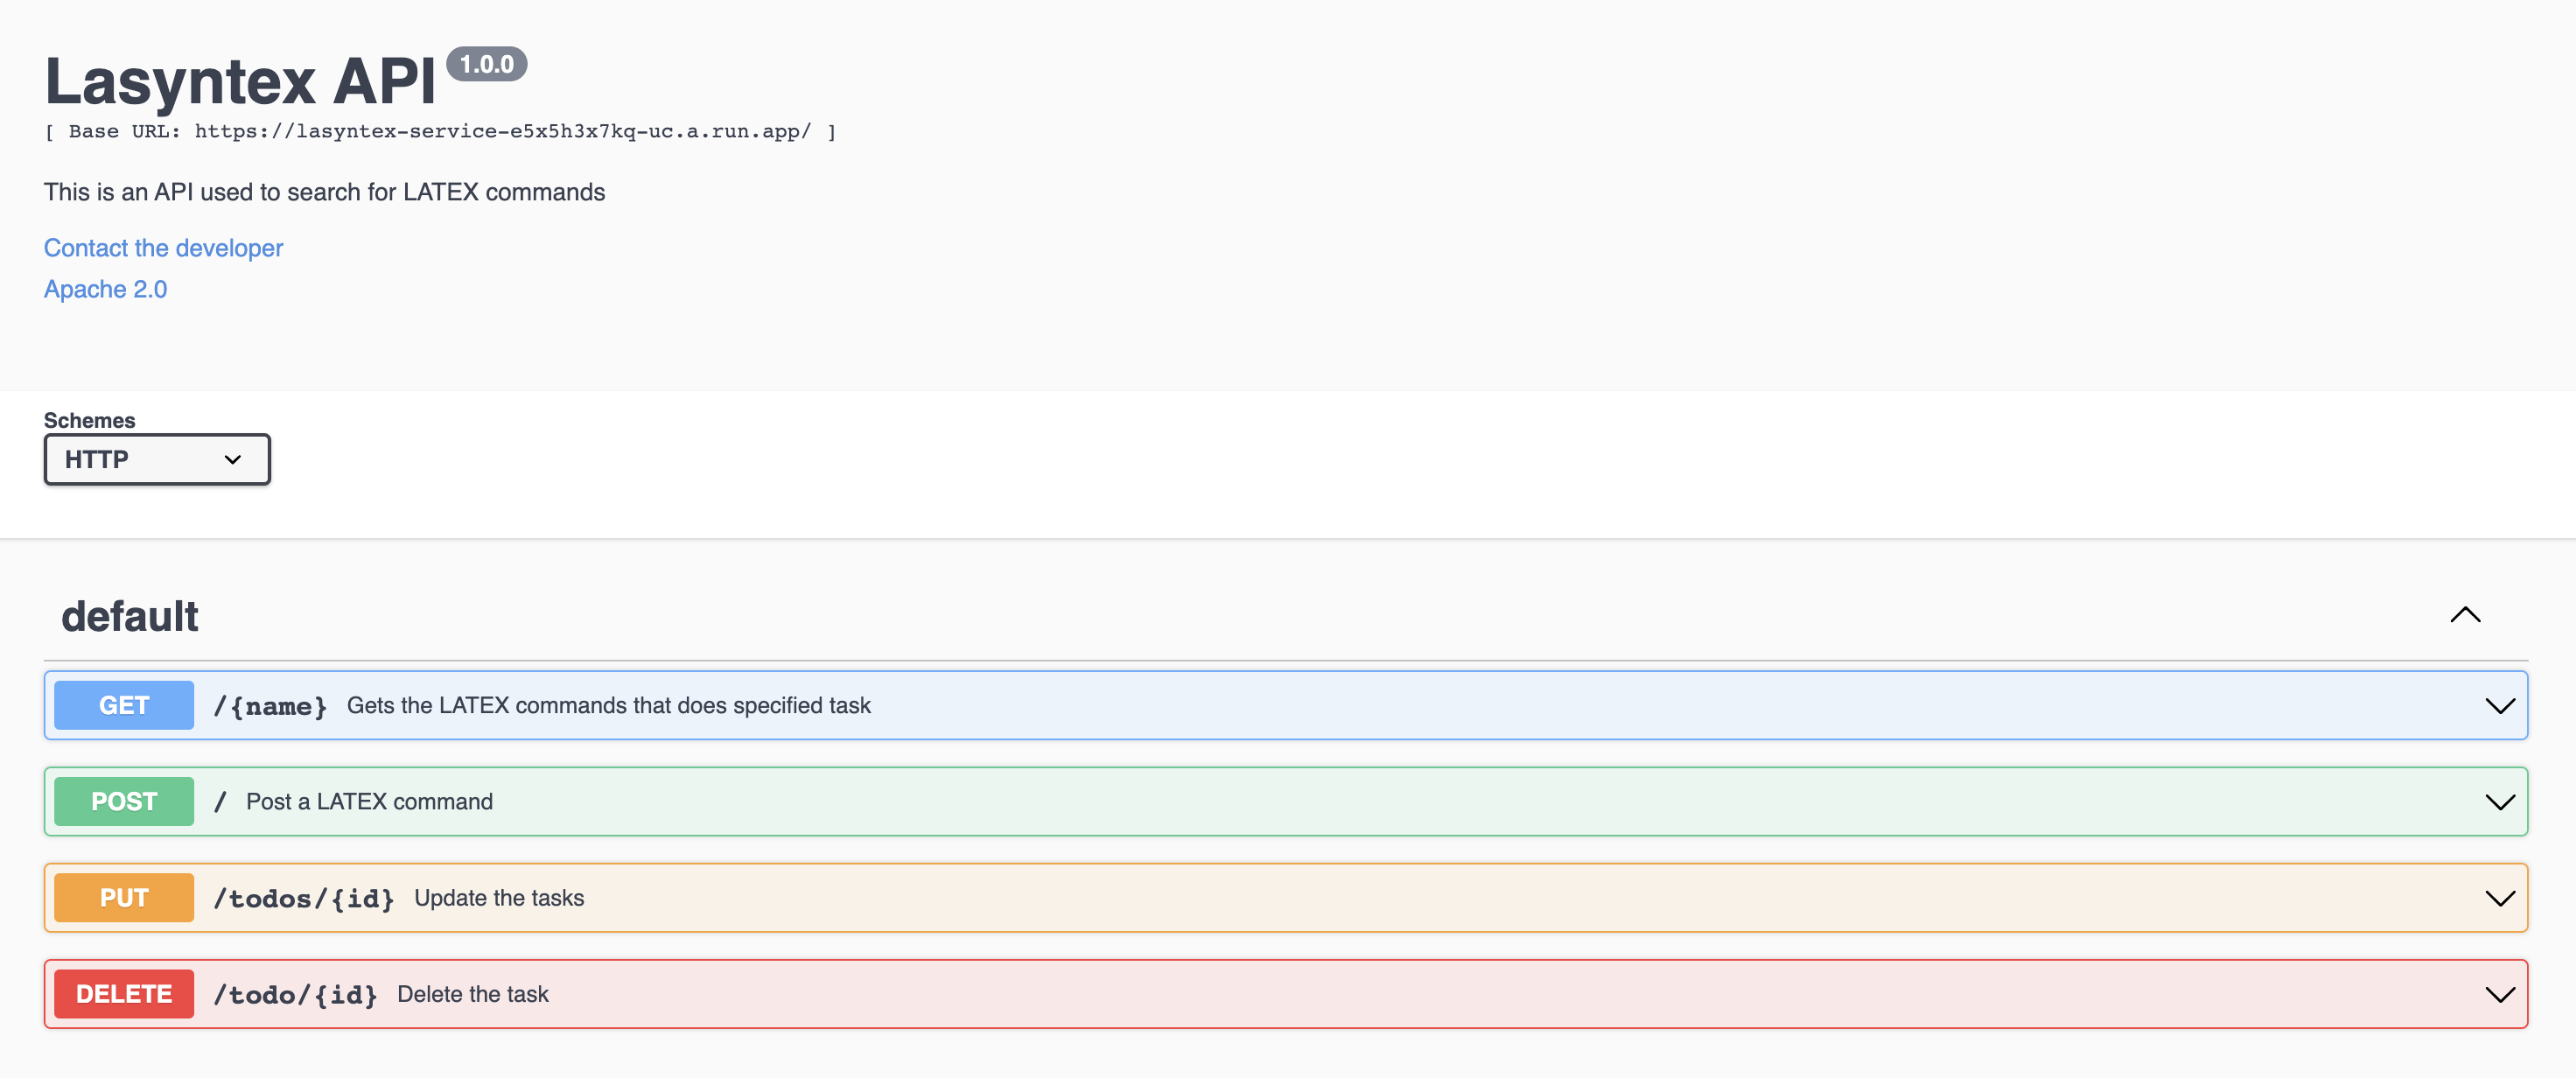 Lasyntex API 1.0.0
[ Base URL: https://lasyntex-service-e5x5h3x7kq-uc.a.run.app/ ]
This is an API used to search for LATEX commands
Contact the developer
Apache 2.0
Schemes
HTTP
default
GET /{name} Gets the LATEX commands that does specified task
POST / Post a LATEX command
PUT /todos/{id} Update the tasks
DELETE /todo/{id} Delete the task